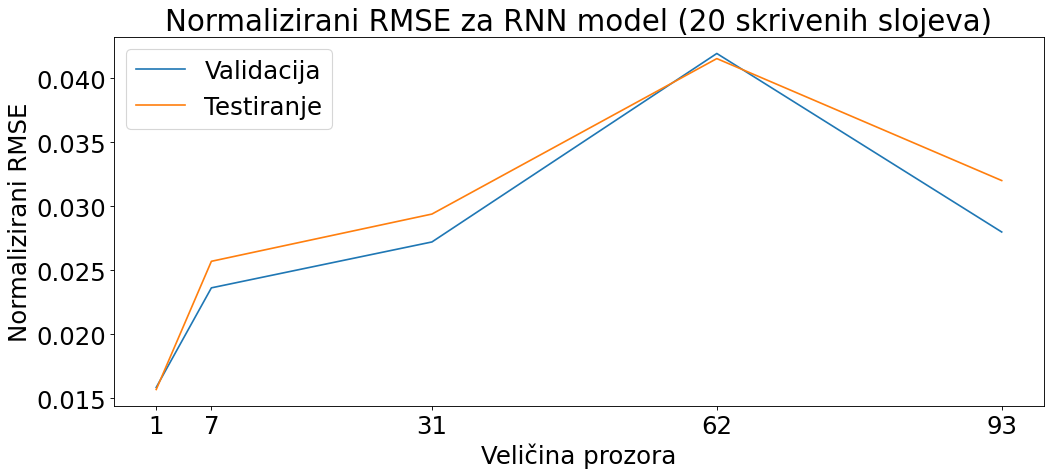 Normalizirani RMSE za RNN model (20 skrivenih slojeva)
Validacija
Testiranje
Normalizirani RMSE
0.040
0.035
0.030
0.025
0.020
0.015
1 7 31 62 93
Veličina prozora